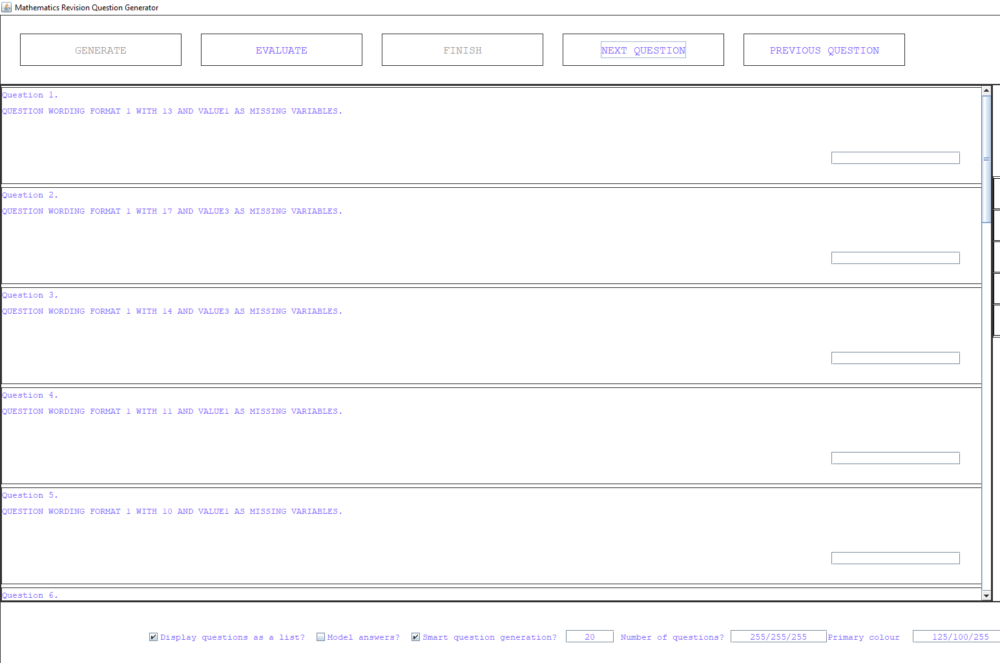 Mathematics Revision Question Generator
GENERATE EVALUATE FINISH NEXT QUESTION PREVIOUS QUESTION
Question 1.
QUESTION WORDING FORMAT 1 WITH 13 AND VALUE1 AS MISSING VARIABLES.
Question 2.
QUESTION WORDING FORMAT 1 WITH 17 AND VALUE3 AS MISSING VARIABLES.
Question 3.
QUESTION WORDING FORMAT 1 WITH 14 AND VALUE3 AS MISSING VARIABLES.
Question 4.
QUESTION WORDING FORMAT 1 WITH 11 AND VALUE1 AS MISSING VARIABLES.
Question 5.
QUESTION WORDING FORMAT 1 WITH 10 AND VALUE1 AS MISSING VARIABLES.
Question 6.
Display questions as a list? Model answers? Smart question generation? 20 Number of questions? 255/255/255 Primary colour 125/100/255